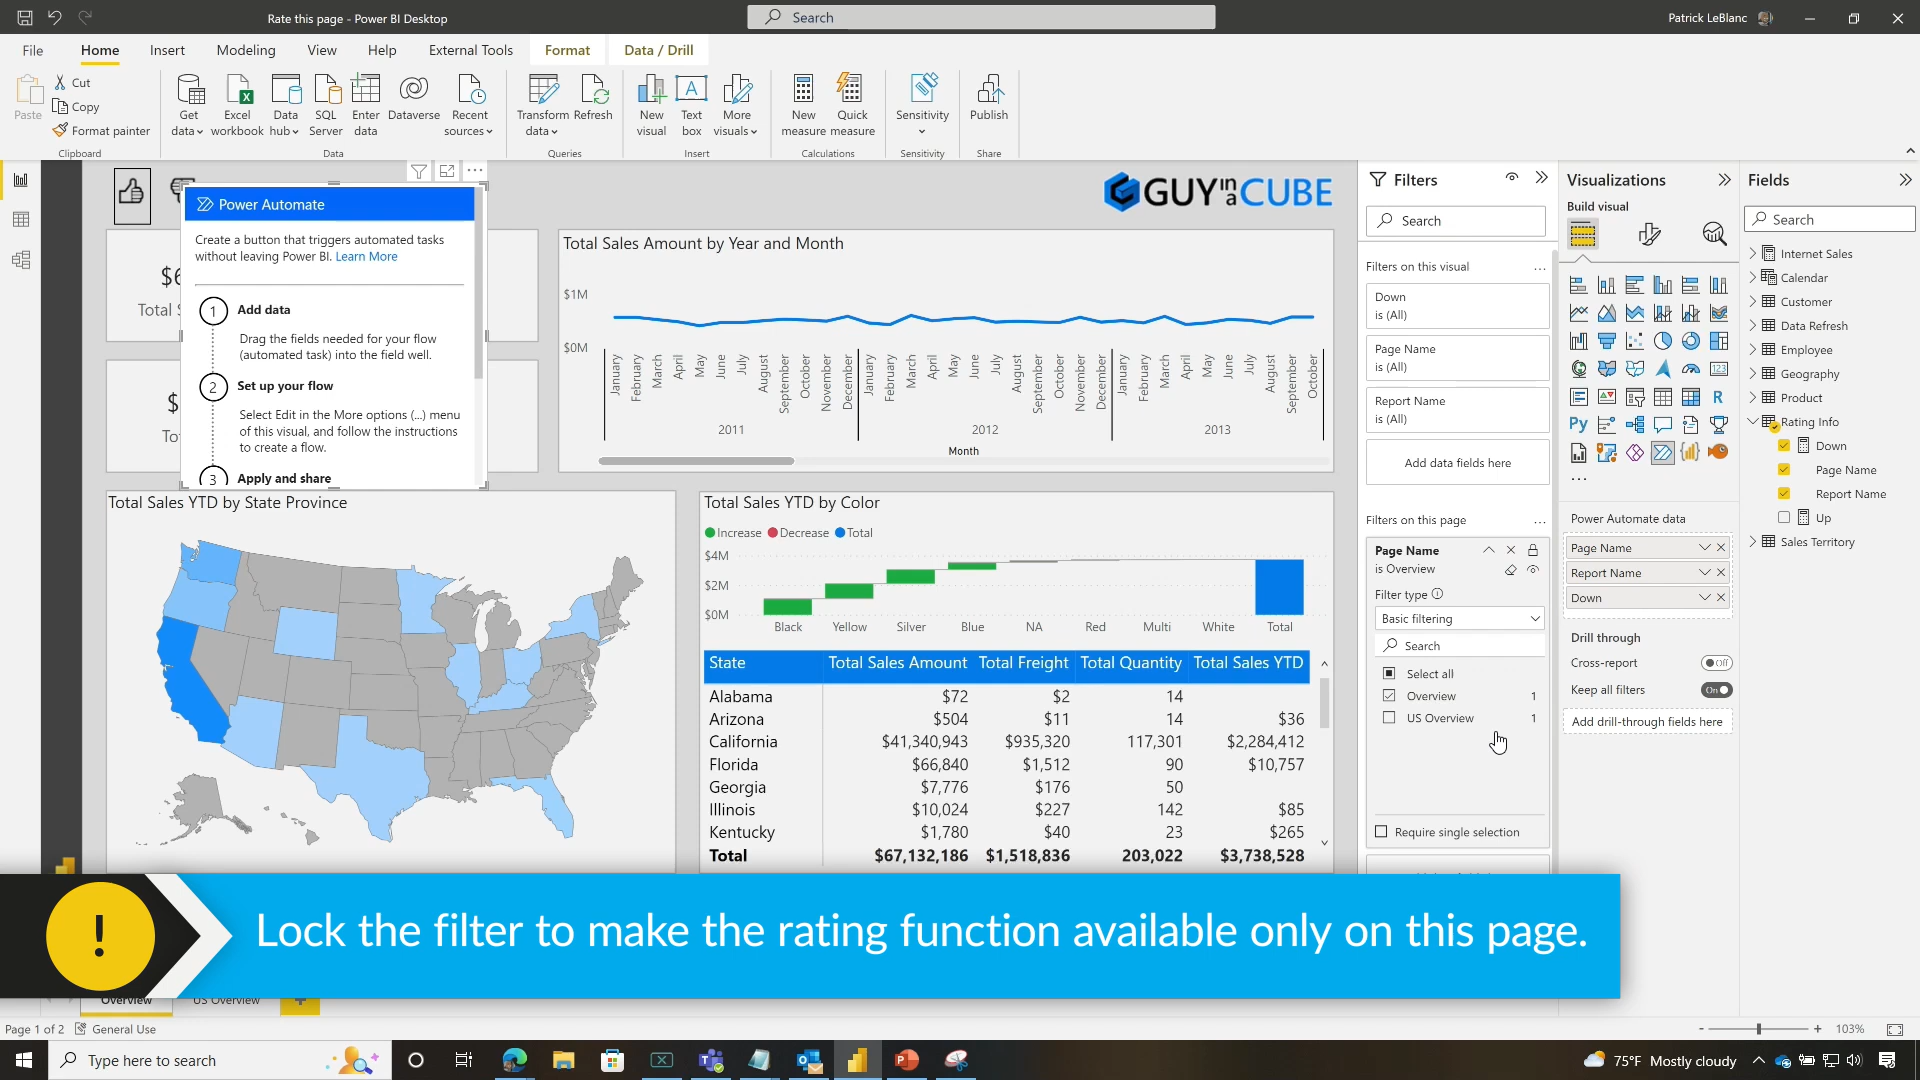 Rate this page - Power BI Desktop
Search
Patrick LeBlanc
File
Home
Insert
Modeling
View
Help
External Tools
Format
Data / Drill
Paste
Cut
Copy
Format painter
Clipboard
Get data
Excel workbook
Data hub
SQL Server
Enter data
Dataverse
Recent sources
Data
Transform data
Refresh
Queries
New visual
Text box
More visuals
Insert
New measure
Quick measure
Calculations
Sensitivity
Sensitivity
Publish
Share
Power Automate
Create a button that triggers automated tasks
without leaving Power BI. Learn More
1 Add data
Drag the fields needed for your flow
(automated task) into the field well.
2 Set up your flow
Select Edit in the More options (...) menu
of this visual, and follow the instructions
to create a flow.
3 Apply and share
Total
GUY in a CUBE
Total Sales Amount by Year and Month
$1M
$0M
January February March April May June July August September October November December January February March April May June July August September October November December January February March April May June July August September October
2011 2012 2013
Month
Total Sales YTD by State Province
Total Sales YTD by Color
Increase Decrease Total
$4M
$2M
$0M
Black Yellow Silver Blue NA Red Multi White Total
State Total Sales Amount Total Freight Total Quantity Total Sales YTD
Alabama $72 $2 14
Arizona $504 $11 14 $36
California $41,340,943 $935,320 117,301 $2,284,412
Florida $66,840 $1,512 90 $10,757
Georgia $7,776 $176 50
Illinois $10,024 $227 142 $85
Kentucky $1,780 $40 23 $265
Total $67,132,186 $1,518,836 203,022 $3,738,528
Filters
Search
Filters on this visual ...
Down
is (All)
Page Name
is (All)
Report Name
is (All)
Add data fields here
Filters on this page ...
Page Name
is Overview
Filter type
Basic filtering
Search
Select all
Overview 1
US Overview 1
Require single selection
Visualizations
Build visual
R
Py
...
Power Automate data
Page Name
Report Name
Down
Drill through
Cross-report Off
Keep all filters On
Add drill-through fields here
Fields
Search
Internet Sales
Calendar
Customer
Data Refresh
Employee
Geography
Product
Rating Info
Down
Page Name
Report Name
Up
Sales Territory
! Lock the filter to make the rating function available only on this page.
Overview
US Overview
Page 1 of 2
General Use
- + 103%
Type here to search
75°F Mostly cloudy